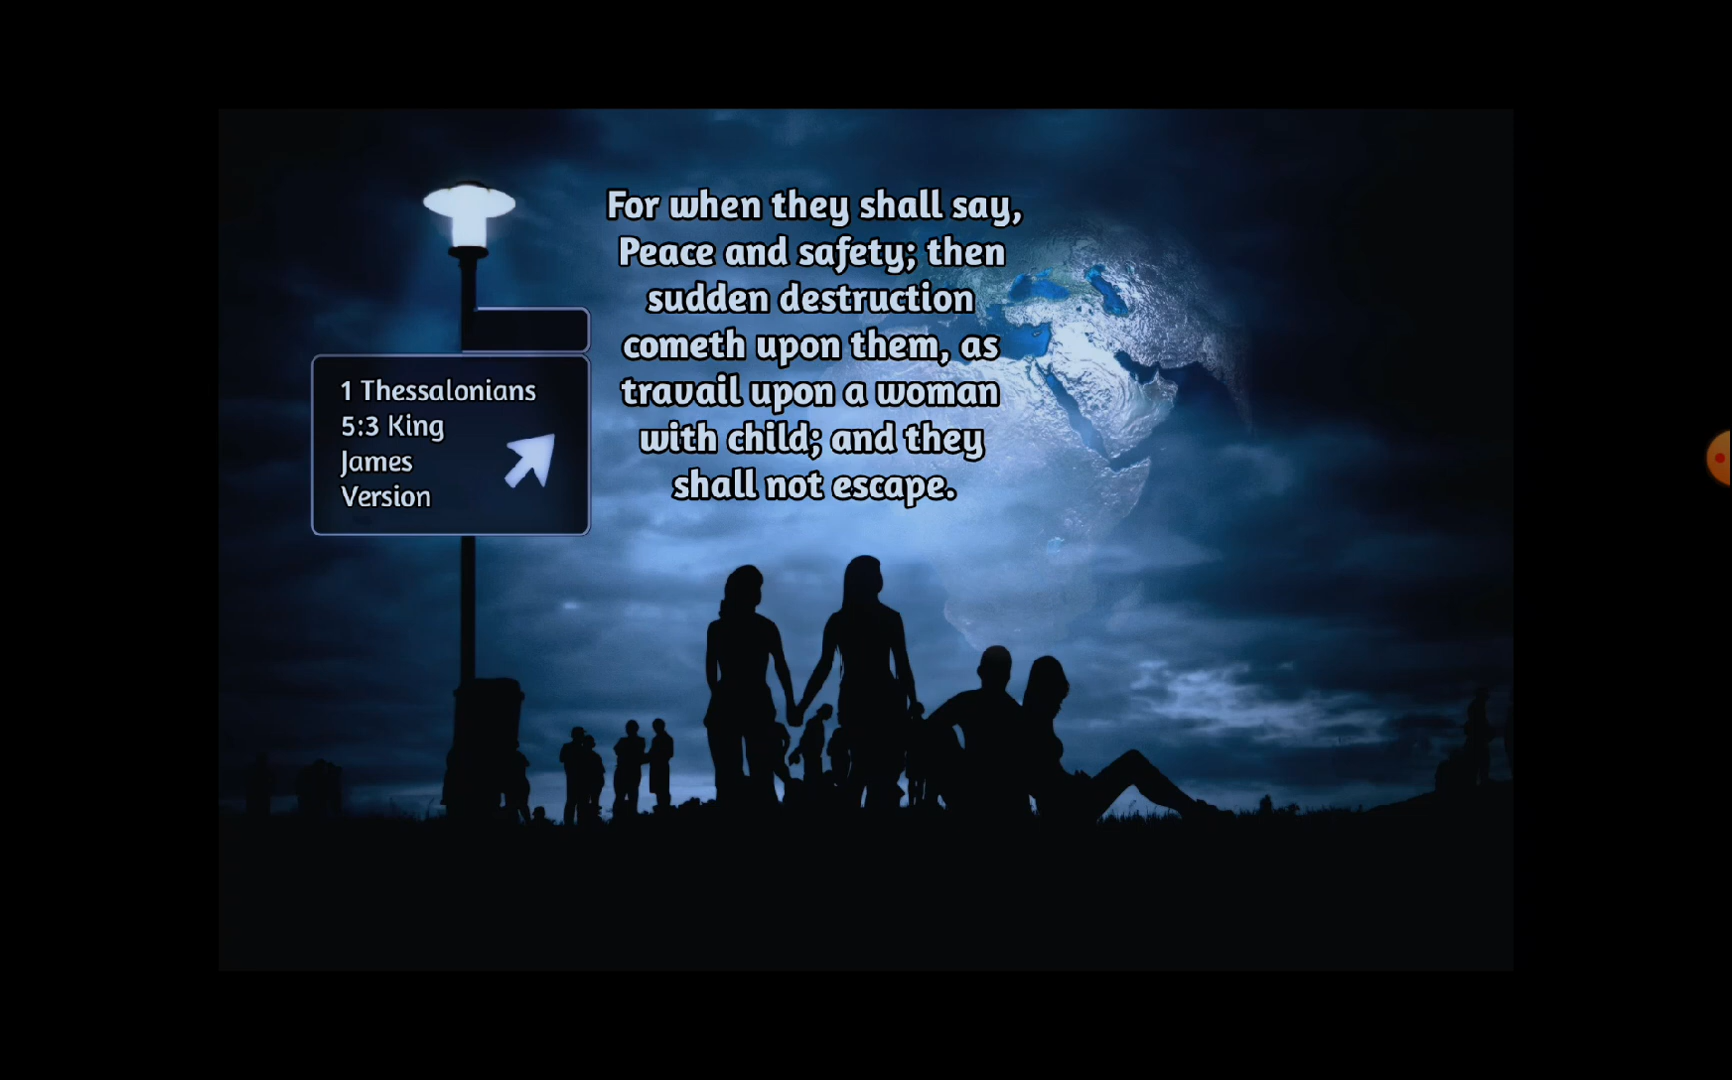 For when they shall say,
Peace and safety; then
sudden destruction
cometh upon them, as
travail upon a woman
with child; and they
shall not escape.
1 Thessalonians
5:3 King
James
Version